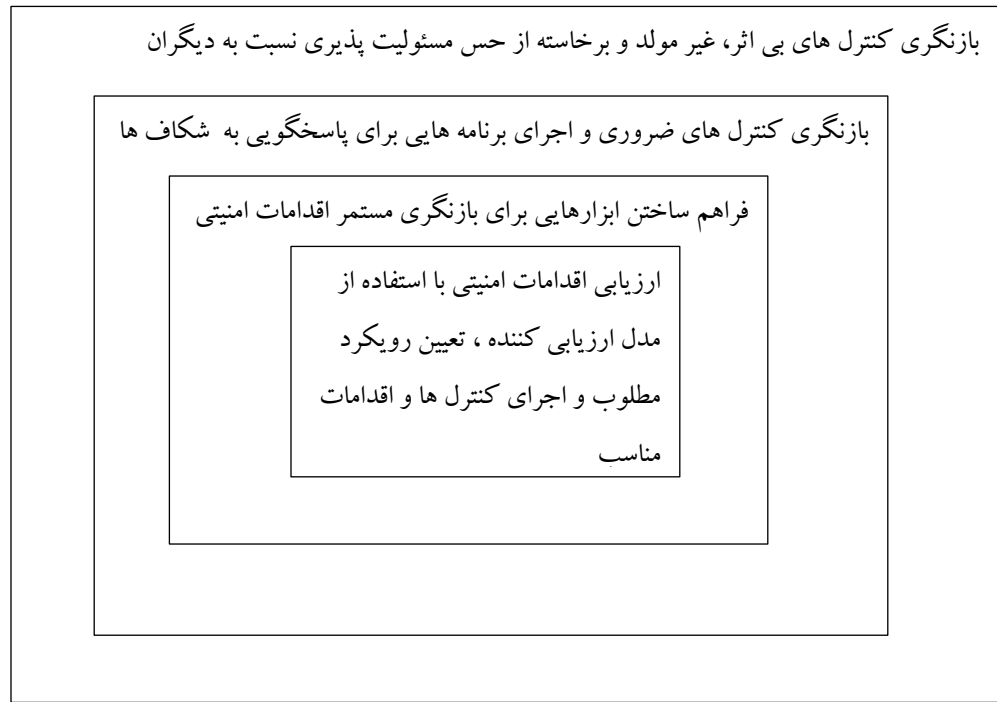 بازنگری کنترل های بی اثر، غیر مولد و برخاسته از حس مسئولیت پذیری نسبت به دیگران
بازنگری کنترل های ضروری و اجرای برنامه هایی برای پاسخگویی به شکاف ها
فراهم ساختن ابزارهایی برای بازنگری مستمر اقدامات امنیتی
ارزیابی اقدامات امنیتی با استفاده از
مدل ارزیابی کننده ، تعیین رویکرد
مطلوب و اجرای کنترل ها و اقدامات
مناسب